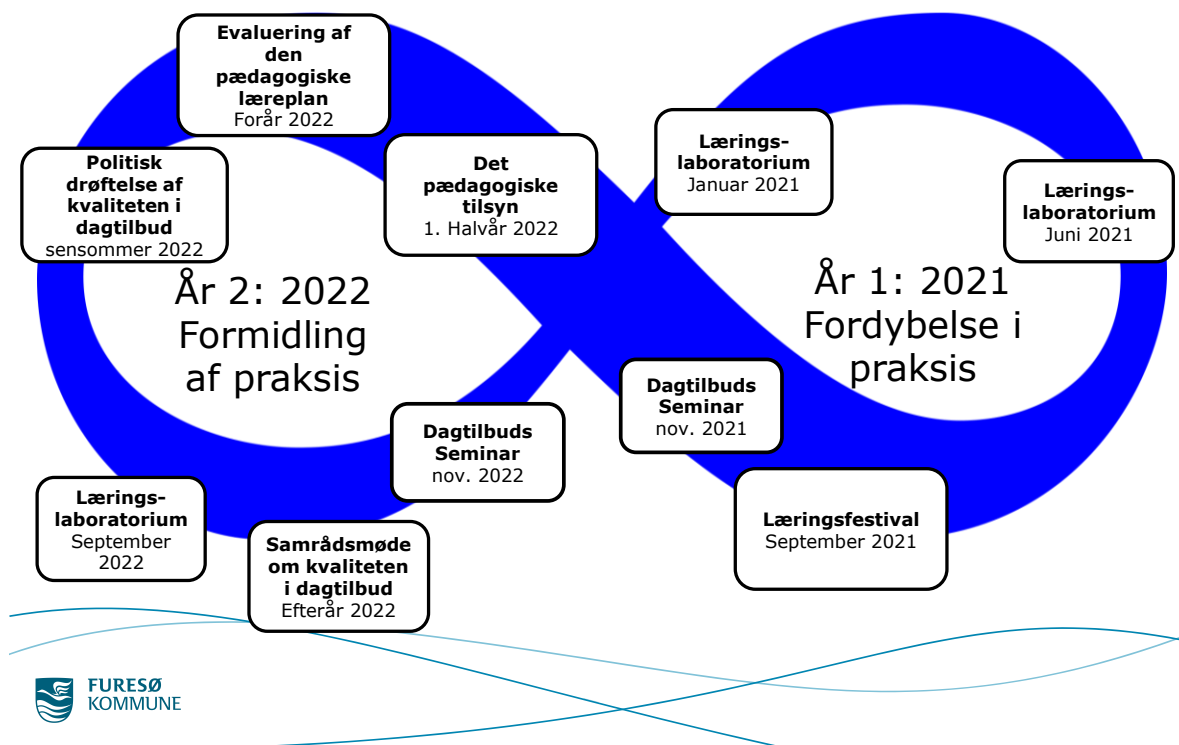 Evaluering af
den
pædagogiske
læreplan
Forår 2022
Politisk
drøftelse af
kvaliteten i
dagtilbud
sensommer 2022
Det
pædagogiske
tilsyn
1. Halvår 2022
År 2: 2022
Formidling
af praksis
Dagtilbuds
Seminar
nov. 2022
Lærings-
laboratorium
September
2022
Samrådsmøde
om kvaliteten
i dagtilbud
Efterår 2022
Lærings-
laboratorium
Januar 2021
Lærings-
laboratorium
Juni 2021
År 1: 2021
Fordybelse i
praksis
Dagtilbuds
Seminar
nov. 2021
Læringsfestival
September 2021
FURESØ
KOMMUNE